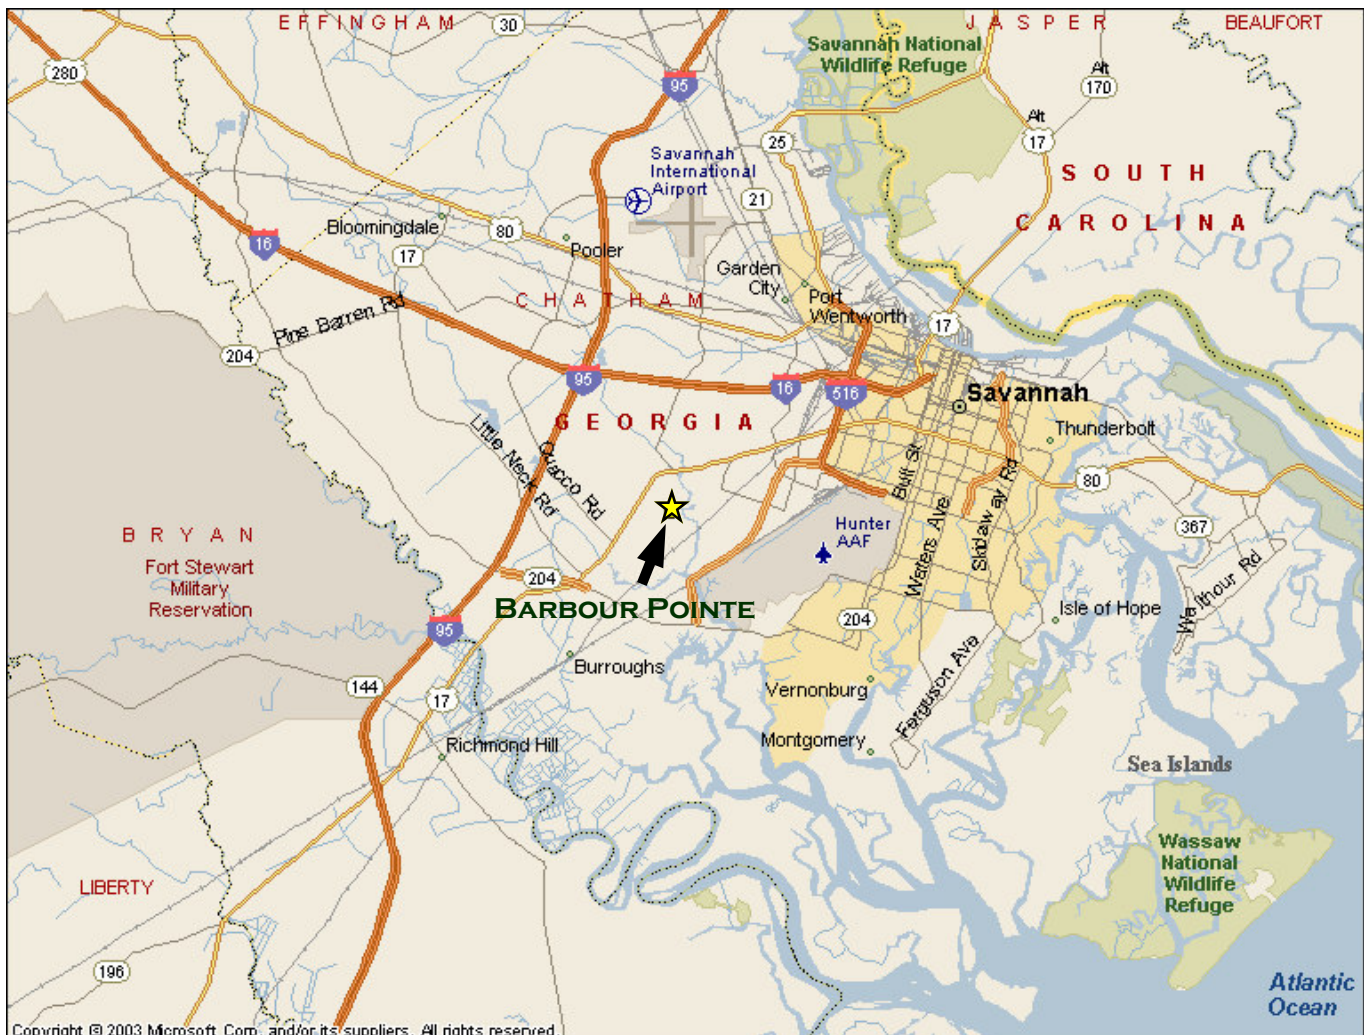 EFFINGHAM
30
JASPER
BEAUFORT
Savannah National
Wildlife Refuge
280
95
Alt
170
Alt
17
25
Savannah
International
Airport
SOUTH
21
CAROLINA
Bloomingdale
80
16
17
Pooler
Garden
City
Port
Wentworth
CHATHAM
Pine Barren Rd
17
204
95
16
516
Savannah
GEORGIA
Little Neck Rd
Quacco Rd
Thunderbolt
Bull St
Skidaway Rd
80
BRYAN
Fort Stewart
Military
Reservation
Hunter
AAF
Waters Ave
367
204
BARBOUR POINTE
Isle of Hope
Walthour Rd
95
204
Burroughs
Ferguson Ave
144
17
Vernonburg
Richmond Hill
Montgomery
Sea Islands
Wassaw
National
Wildlife
Refuge
LIBERTY
196
Atlantic
Ocean
Copyright © 2003 Microsoft Corp. and/or its suppliers. All rights reserved.